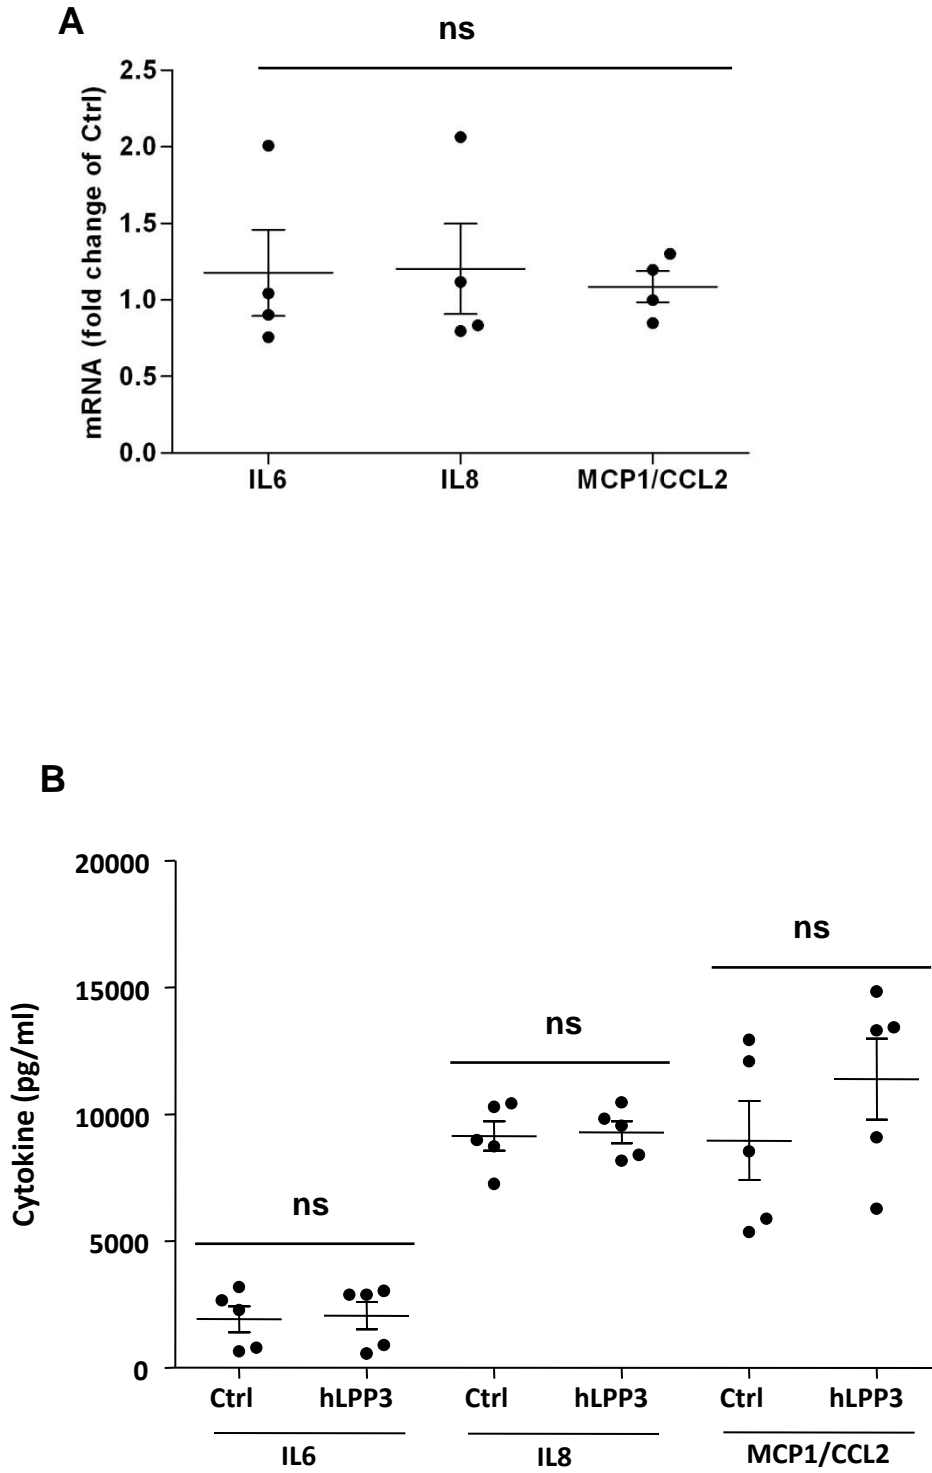 A
ns
mRNA (fold change of Ctrl)
2.5
2.0
1.5
1.0
0.5
0.0
IL6 IL8 MCP1/CCL2
B
Cytokine (pg/ml)
20000
15000
10000
5000
0
ns
ns
ns
Ctrl hLPP3 Ctrl hLPP3 Ctrl hLPP3
IL6 IL8 MCP1/CCL2